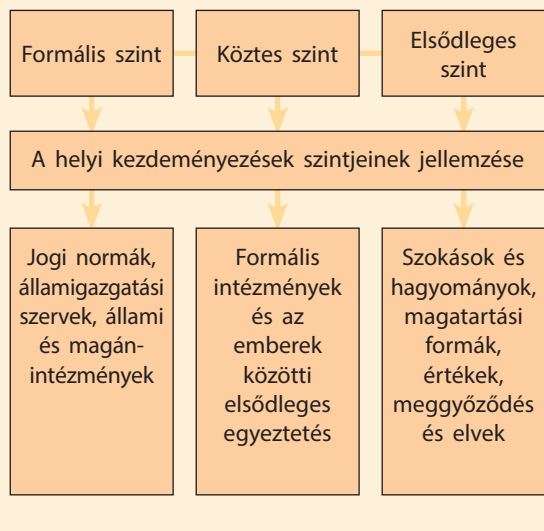 Formális szint
Köztes szint
Elsődleges
szint
A helyi kezdeményezések szintjeinek jellemzése
Jogi normák,
államigazgatási
szervek, állami
és magán-
intézmények
Formális
intézmények
és az
emberek
közötti
elsődleges
egyeztetés
Szokások és
hagyományok,
magatartási
formák,
értékek,
meggyőződés
és elvek